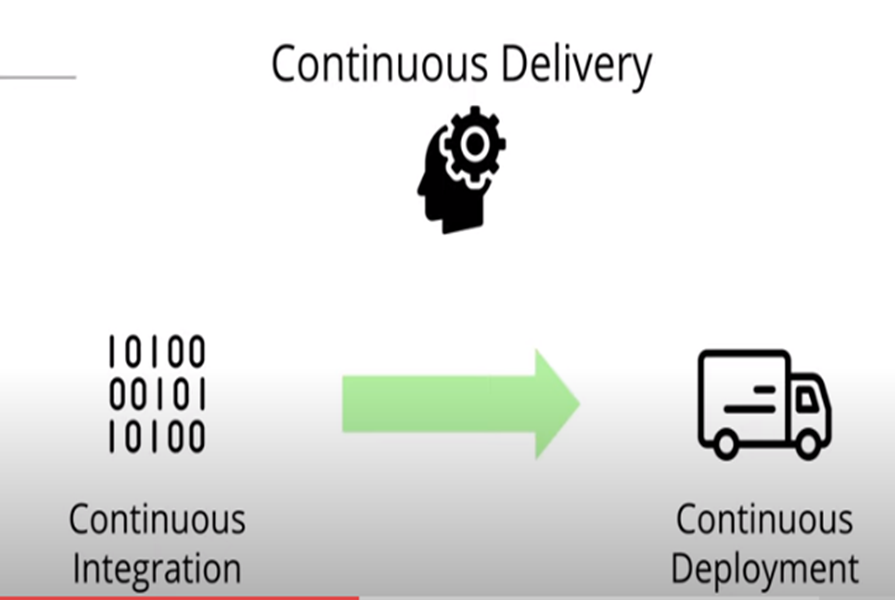 Continuous Delivery
10100
00101
10100
Continuous
Integration
Continuous
Deployment